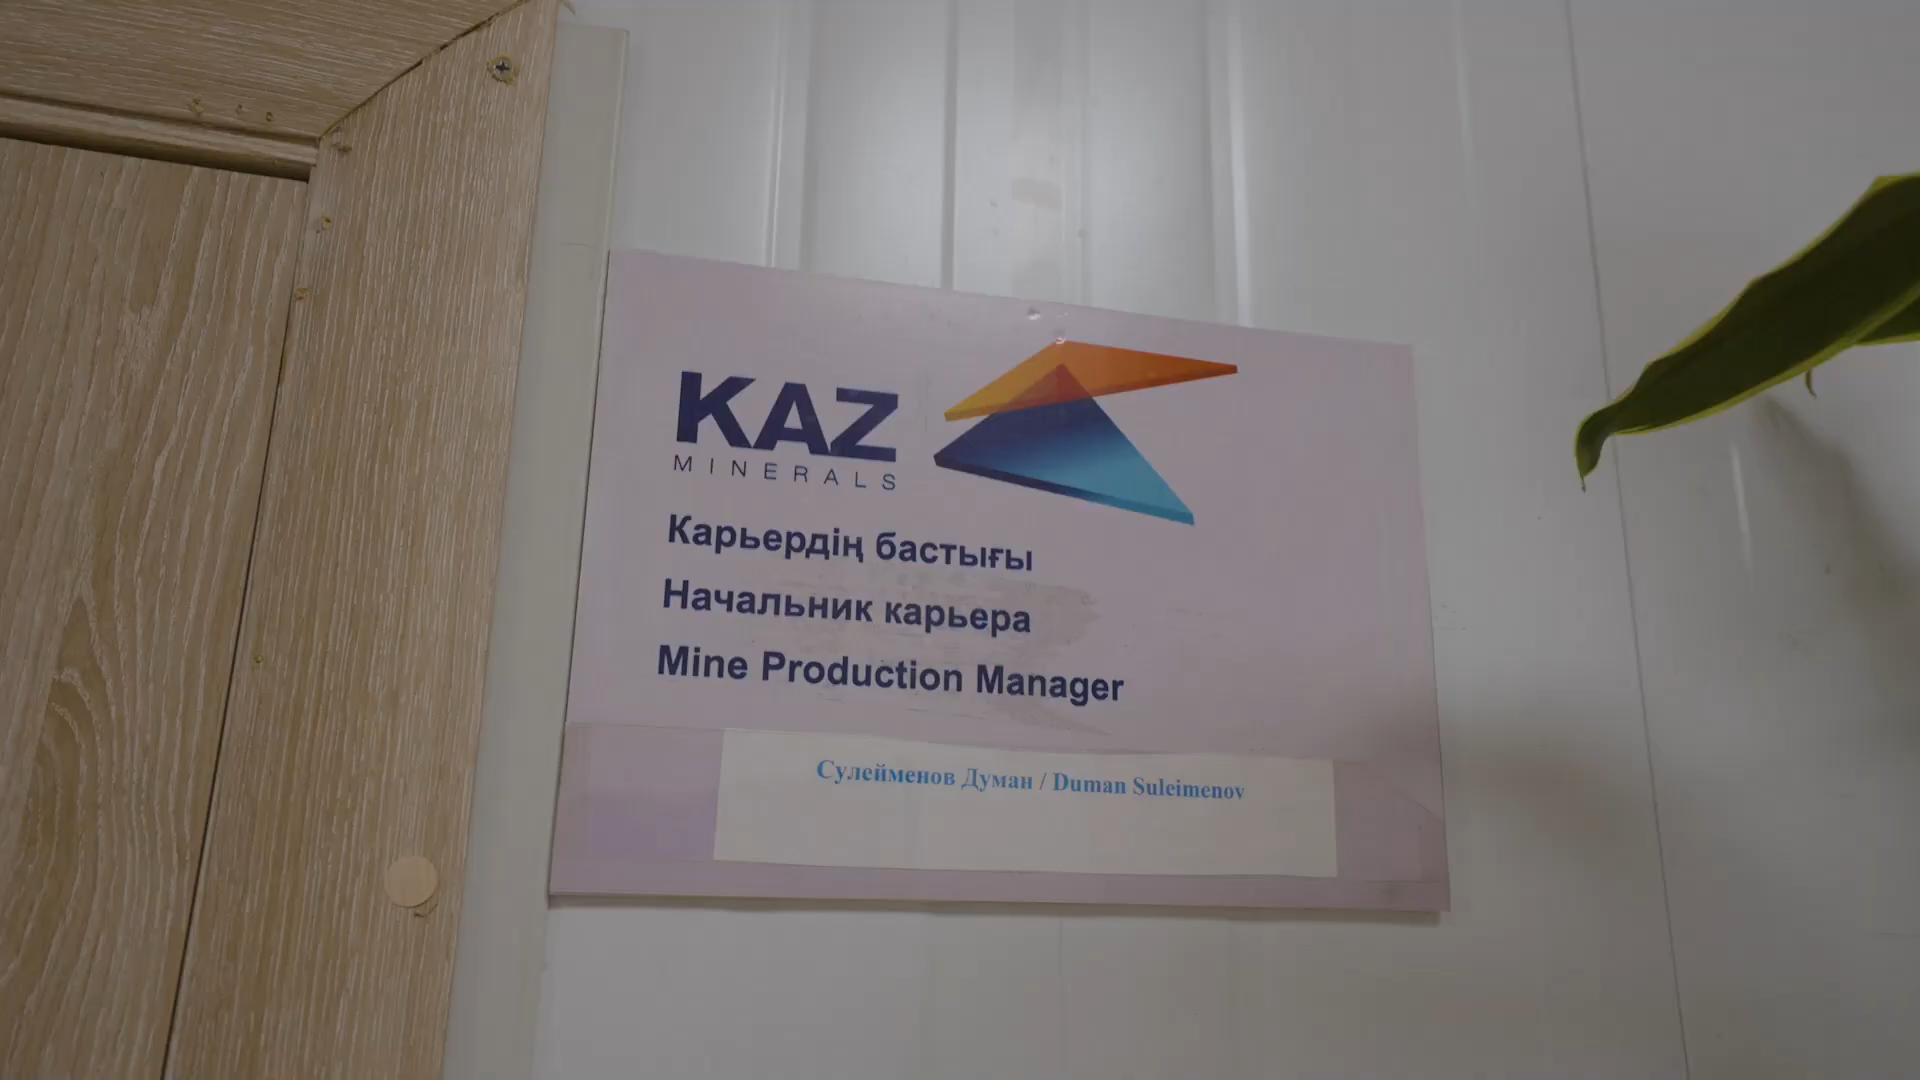 KAZ
MINERALS
Карьердің бастығы
Начальник карьера
Mine Production Manager
Сулейменов Думан / Duman Suleimenov